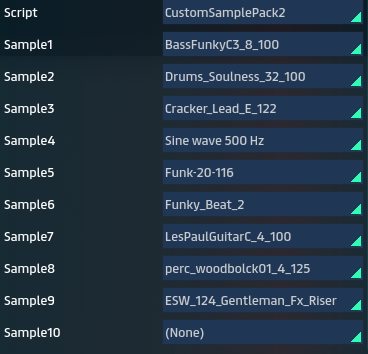 Script CustomSamplePack2
Sample1 BassFunkyC3_8_100
Sample2 Drums_Soulness_32_100
Sample3 Cracker_Lead_E_122
Sample4 Sine wave 500 Hz
Sample5 Funk-20-116
Sample6 Funky_Beat_2
Sample7 LesPaulGuitarC_4_100
Sample8 perc_woodbolck01_4_125
Sample9 ESW_124_Gentleman_Fx_Riser
Sample10 (None)